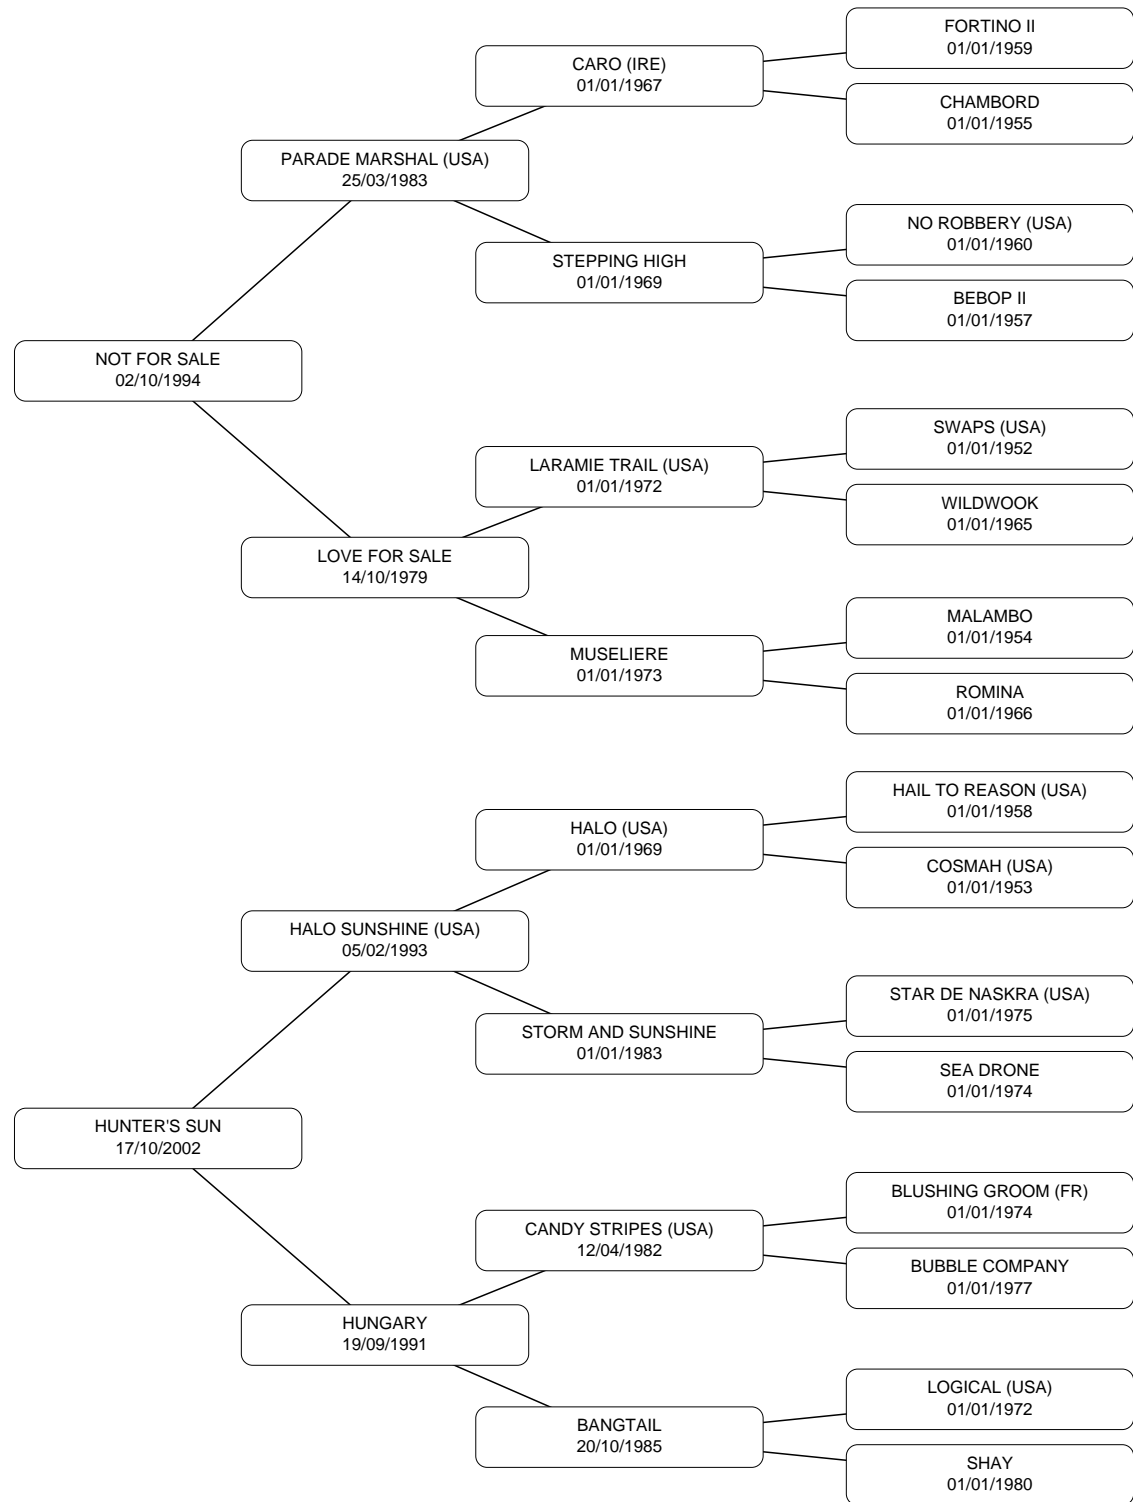 FORTINO II
01/01/1959
CARO (IRE)
01/01/1967
CHAMBORD
01/01/1955
PARADE MARSHAL (USA)
25/03/1983
NO ROBBERY (USA)
01/01/1960
STEPPING HIGH
01/01/1969
BEBOP II
01/01/1957
NOT FOR SALE
02/10/1994
SWAPS (USA)
01/01/1952
LARAMIE TRAIL (USA)
01/01/1972
WILDWOOK
01/01/1965
LOVE FOR SALE
14/10/1979
MALAMBO
01/01/1954
MUSELIERE
01/01/1973
ROMINA
01/01/1966
HAIL TO REASON (USA)
01/01/1958
HALO (USA)
01/01/1969
COSMAH (USA)
01/01/1953
HALO SUNSHINE (USA)
05/02/1993
STAR DE NASKRA (USA)
01/01/1975
STORM AND SUNSHINE
01/01/1983
SEA DRONE
01/01/1974
HUNTER'S SUN
17/10/2002
BLUSHING GROOM (FR)
01/01/1974
CANDY STRIPES (USA)
12/04/1982
BUBBLE COMPANY
01/01/1977
HUNGARY
19/09/1991
LOGICAL (USA)
01/01/1972
BANGTAIL
20/10/1985
SHAY
01/01/1980